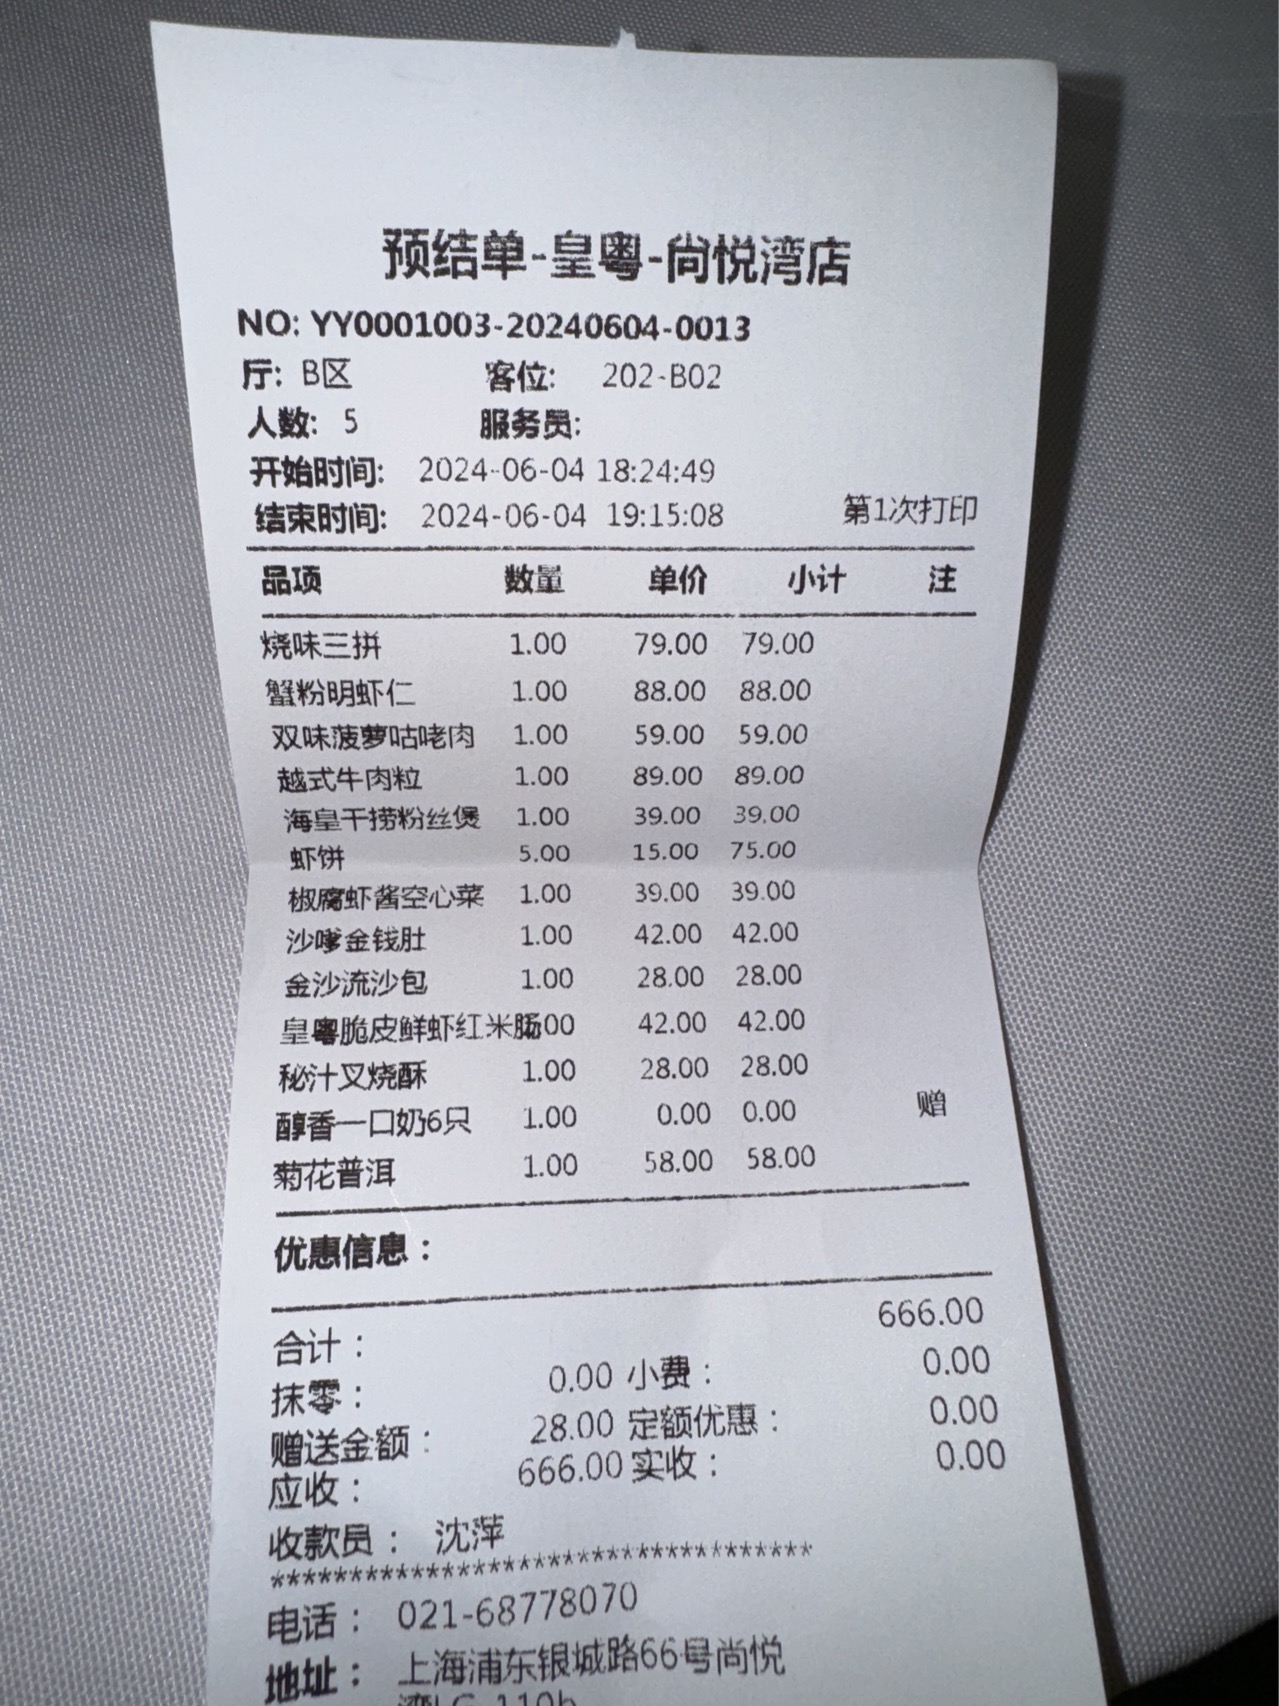 预结单-皇粤-尚悦湾店
NO: YY0001003-20240604-0013
厅: B区 客位: 202-B02
人数: 5 服务员:
开始时间: 2024-06-04 18:24:49
结束时间: 2024-06-04 19:15:08 第1次打印
品项 数量 单价 小计 注
烧味三拼 1.00 79.00 79.00
蟹粉明虾仁 1.00 88.00 88.00
双味菠萝咕咾肉 1.00 59.00 59.00
越式牛肉粒 1.00 89.00 89.00
海皇干捞粉丝煲 1.00 39.00 39.00
虾饼 5.00 15.00 75.00
椒腐虾酱空心菜 1.00 39.00 39.00
沙嗲金钱肚 1.00 42.00 42.00
金沙流沙包 1.00 28.00 28.00
皇粤脆皮鲜虾红米肠 1.00 42.00 42.00
秘汁叉烧酥 1.00 28.00 28.00
醇香一口奶6只 1.00 0.00 0.00 赠
菊花普洱 1.00 58.00 58.00
优惠信息：
合计： 666.00
抹零： 0.00 小费： 0.00
赠送金额： 28.00 定额优惠： 0.00
应收： 666.00 实收： 0.00
收款员： 沈萍
***********************************
电话： 021-68778070
地址： 上海浦东银城路66号尚悦
湾LG-110b